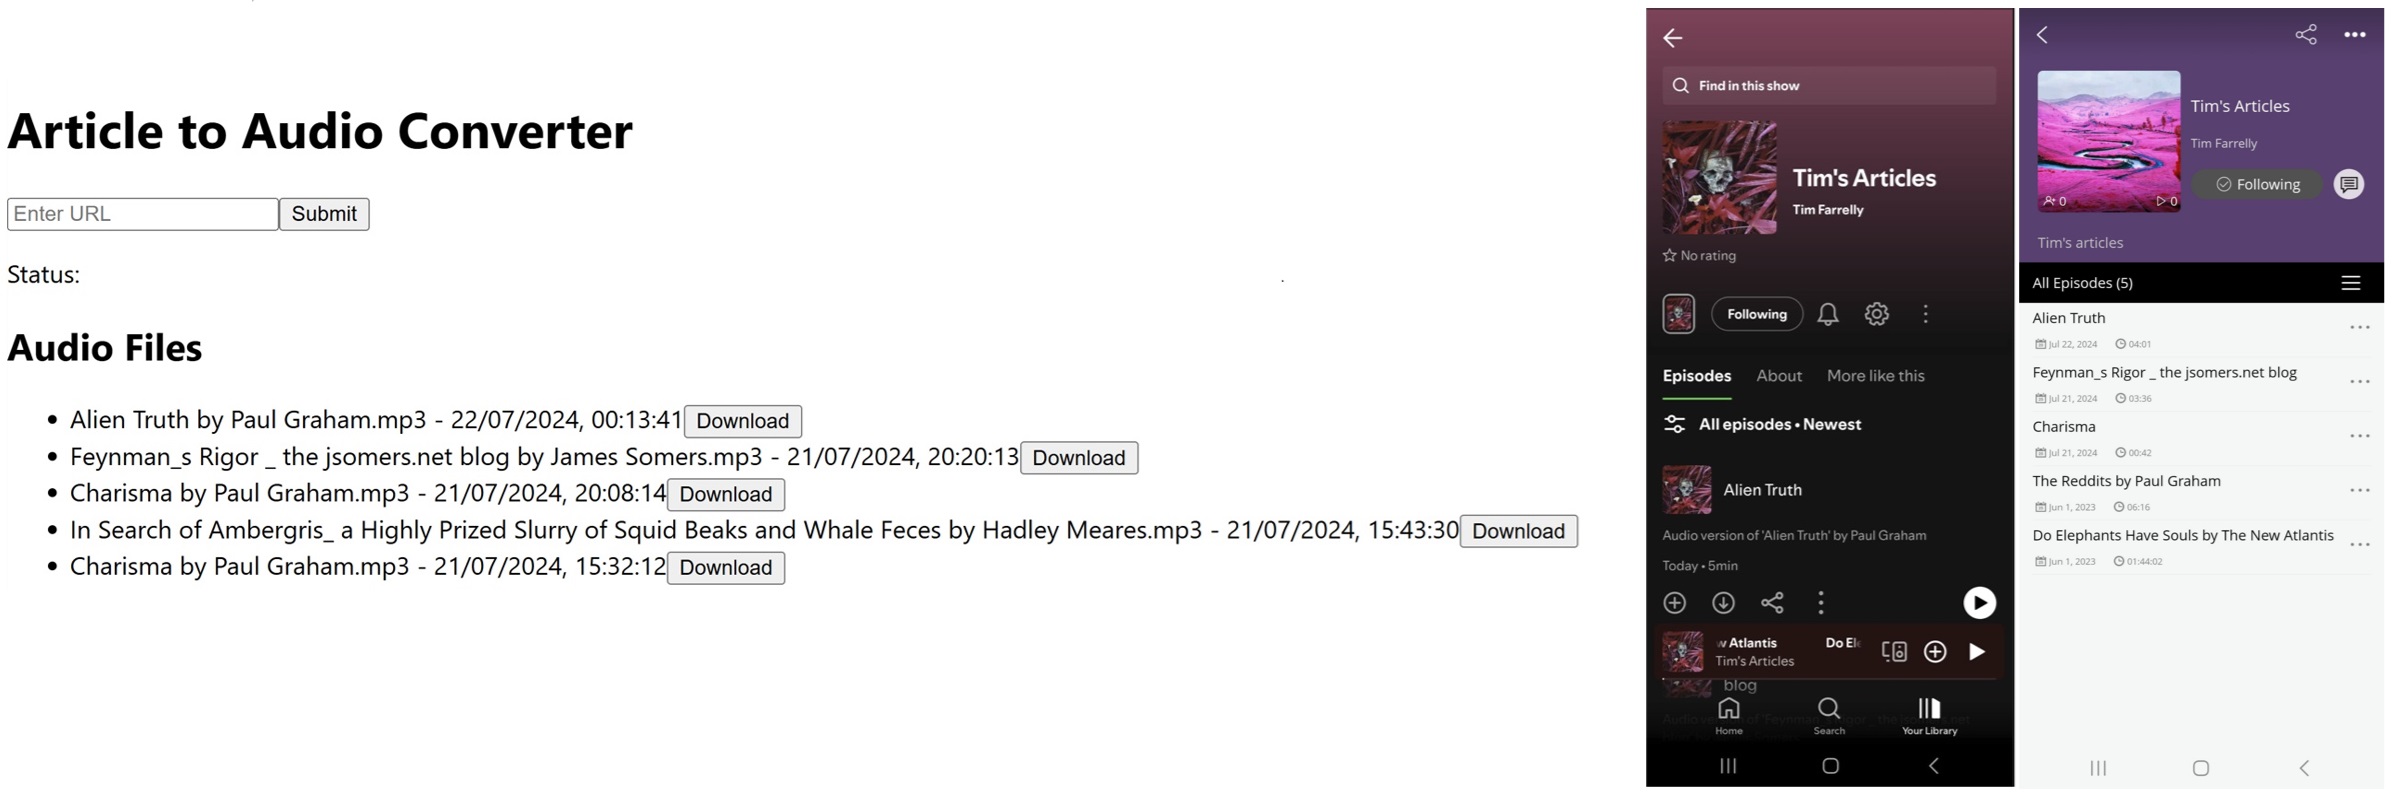 Article to Audio Converter
Enter URL Submit
Status:
Audio Files
Alien Truth by Paul Graham.mp3 - 22/07/2024, 00:13:41 Download
Feynman_s Rigor _ the jsomers.net blog by James Somers.mp3 - 21/07/2024, 20:20:13 Download
Charisma by Paul Graham.mp3 - 21/07/2024, 20:08:14 Download
In Search of Ambergris_ a Highly Prized Slurry of Squid Beaks and Whale Feces by Hadley Meares.mp3 - 21/07/2024, 15:43:30 Download
Charisma by Paul Graham.mp3 - 21/07/2024, 15:32:12 Download
Find in this show
Tim's Articles
Tim Farrelly
No rating
Following
Episodes About More like this
All episodes • Newest
Alien Truth
Audio version of 'Alien Truth' by Paul Graham
Today • 5min
w Atlantis Do El
Tim's Articles
blog
Home Search Your Library
Tim's Articles
Tim Farrelly
Following
0 0
Tim's articles
All Episodes (5)
Alien Truth
Jul 22, 2024 04:01
Feynman_s Rigor _ the jsomers.net blog
Jul 21, 2024 03:36
Charisma
Jul 21, 2024 00:42
The Reddits by Paul Graham
Jun 1, 2023 06:16
Do Elephants Have Souls by The New Atlantis
Jun 1, 2023 01:44:02